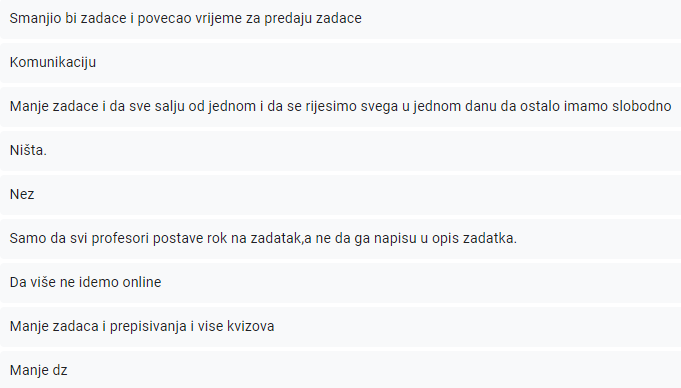 Smanjio bi zadace i povecao vrijeme za predaju zadace
Komunikaciju
Manje zadace i da sve salju od jednom i da se rijesimo svega u jednom danu da ostalo imamo slobodno
Ništa.
Nez
Samo da svi profesori postave rok na zadatak,a ne da ga napisu u opis zadatka.
Da više ne idemo online
Manje zadaca i prepisivanja i vise kvizova
Manje dz